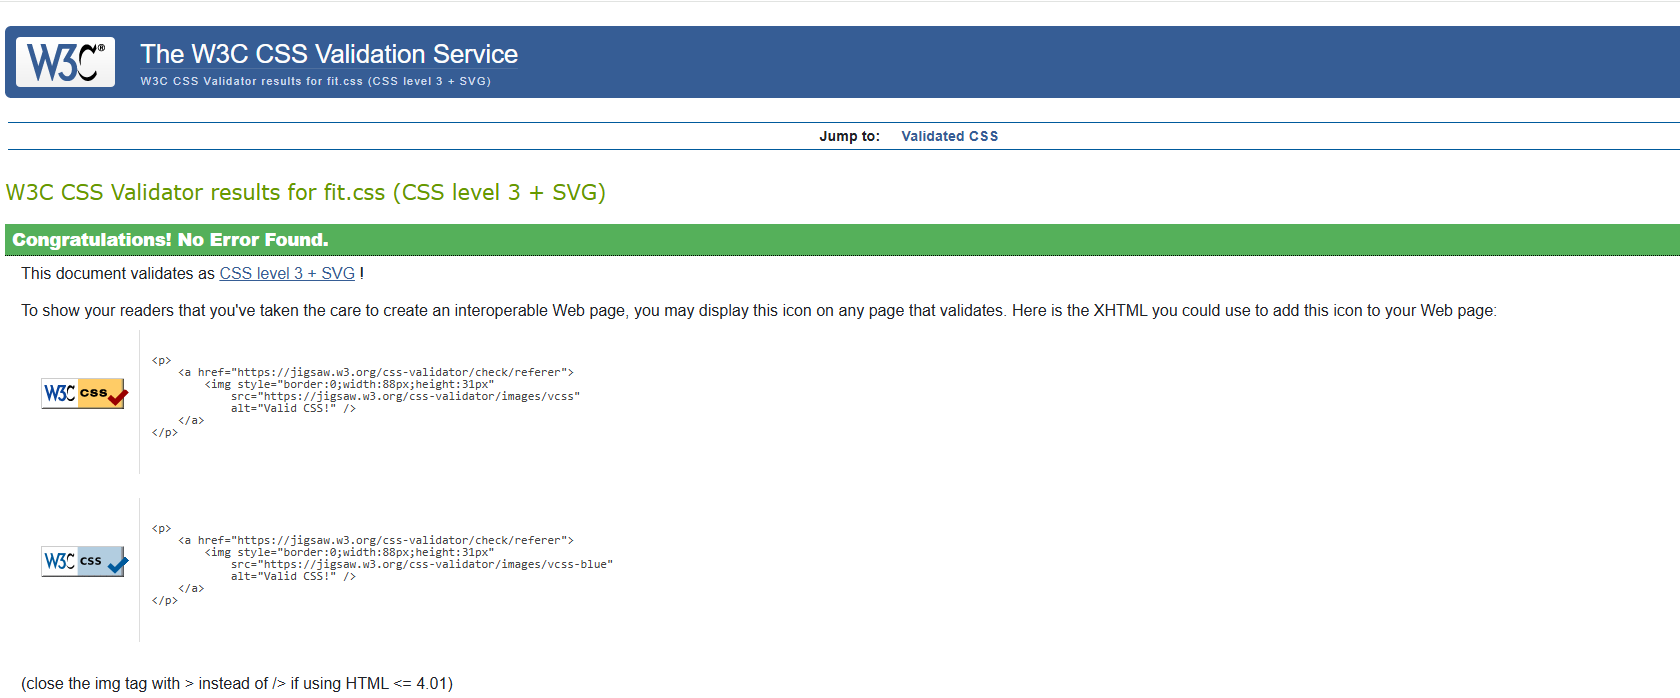 W3C®
The W3C CSS Validation Service
W3C CSS Validator results for fit.css (CSS level 3 + SVG)
Jump to: Validated CSS
W3C CSS Validator results for fit.css (CSS level 3 + SVG)
Congratulations! No Error Found.
This document validates as CSS level 3 + SVG !
To show your readers that you've taken the care to create an interoperable Web page, you may display this icon on any page that validates. Here is the XHTML you could use to add this icon to your Web page:
W3C css
<p>
<a href="https://jigsaw.w3.org/css-validator/check/referer">
<img style="border:0;width:88px;height:31px"
src="https://jigsaw.w3.org/css-validator/images/vcss"
alt="Valid CSS!" />
</a>
</p>
W3C css
<p>
<a href="https://jigsaw.w3.org/css-validator/check/referer">
<img style="border:0;width:88px;height:31px"
src="https://jigsaw.w3.org/css-validator/images/vcss-blue"
alt="Valid CSS!" />
</a>
</p>
(close the img tag with > instead of /> if using HTML <= 4.01)